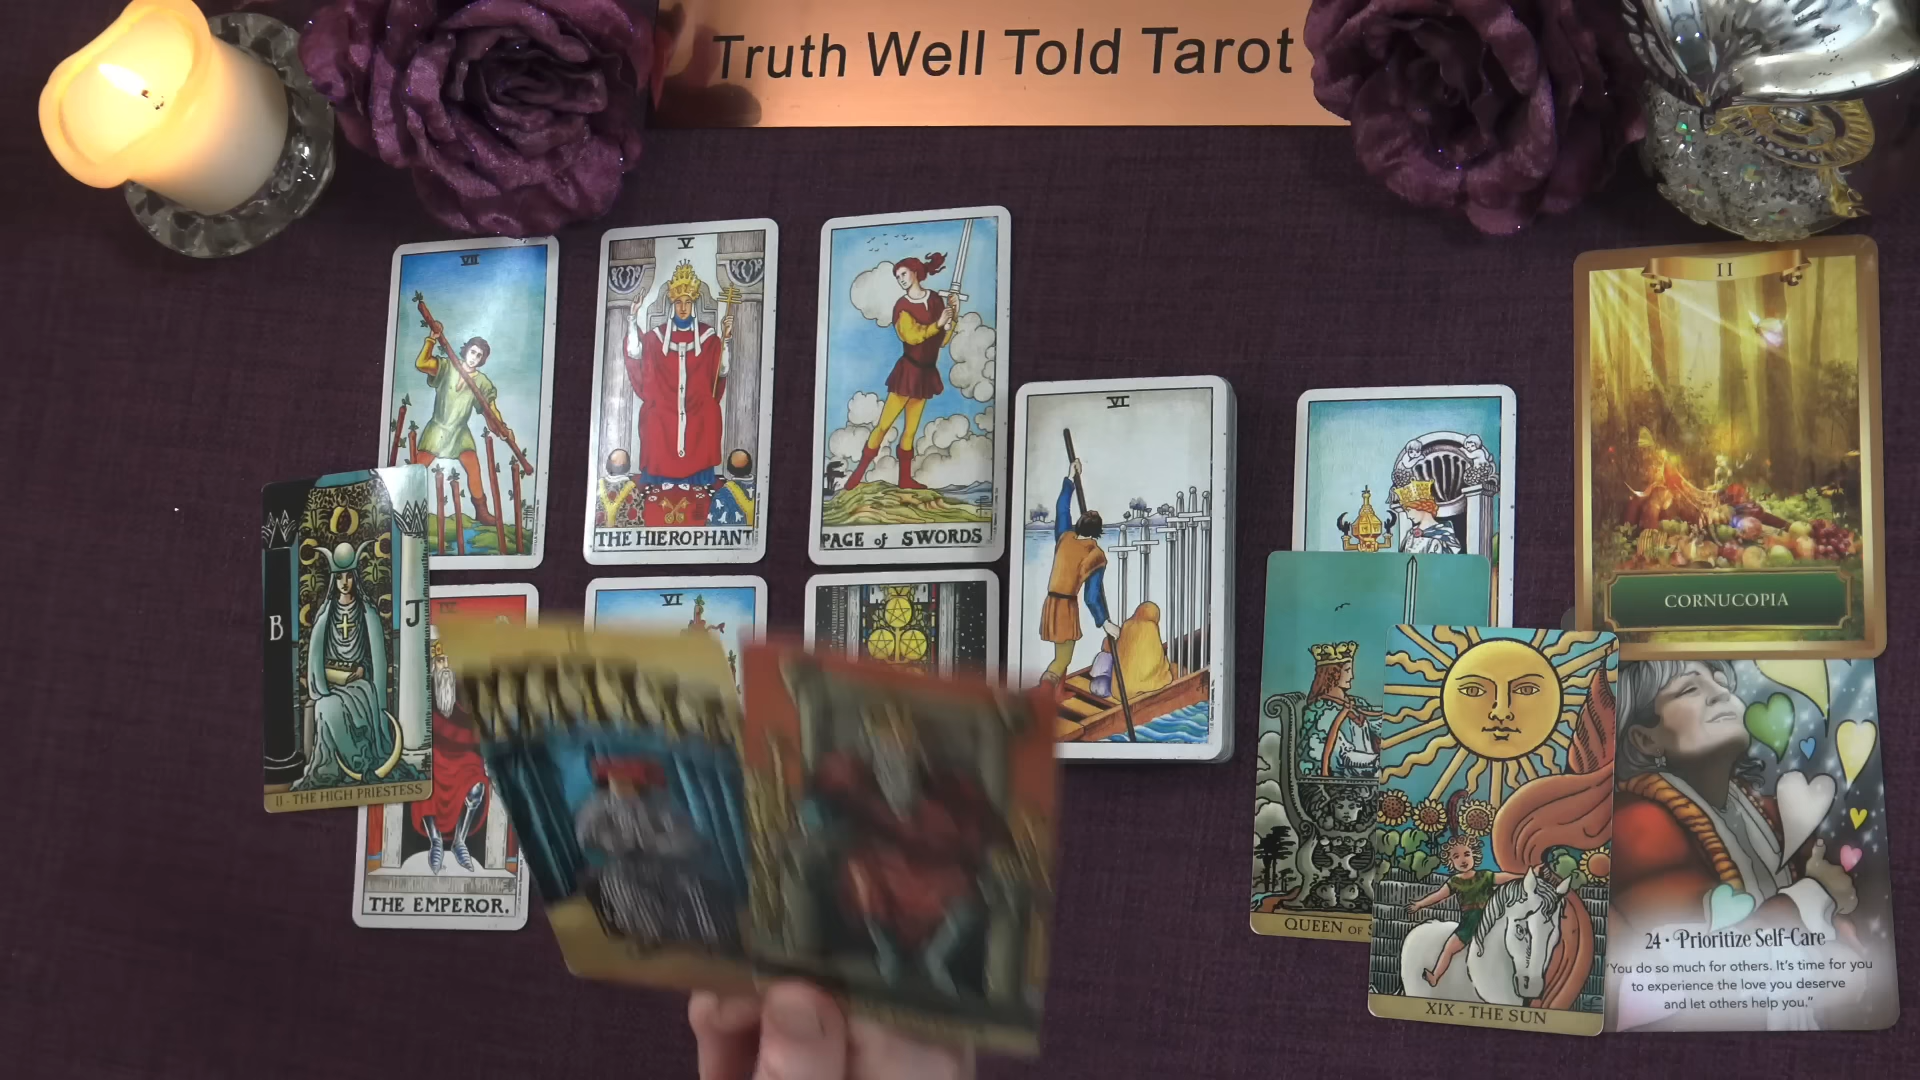 Truth Well Told Tarot
VII
V
THE HIEROPHANT
PAGE of SWORDS
VI
II
CORNUCOPIA
B
J
II - THE HIGH PRIESTESS
IV
THE EMPEROR.
VI
QUEEN OF
XIX - THE SUN
24 • Prioritize Self-Care
"You do so much for others. It's time for you
to experience the love you deserve
and let others help you."